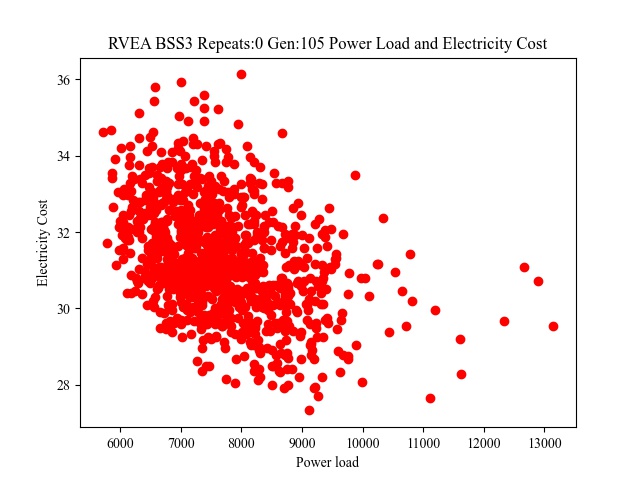 RVEA BSS3 Repeats:0 Gen:105 Power Load and Electricity Cost
36
34
32
30
28
Electricity Cost
6000 7000 8000 9000 10000 11000 12000 13000
Power load